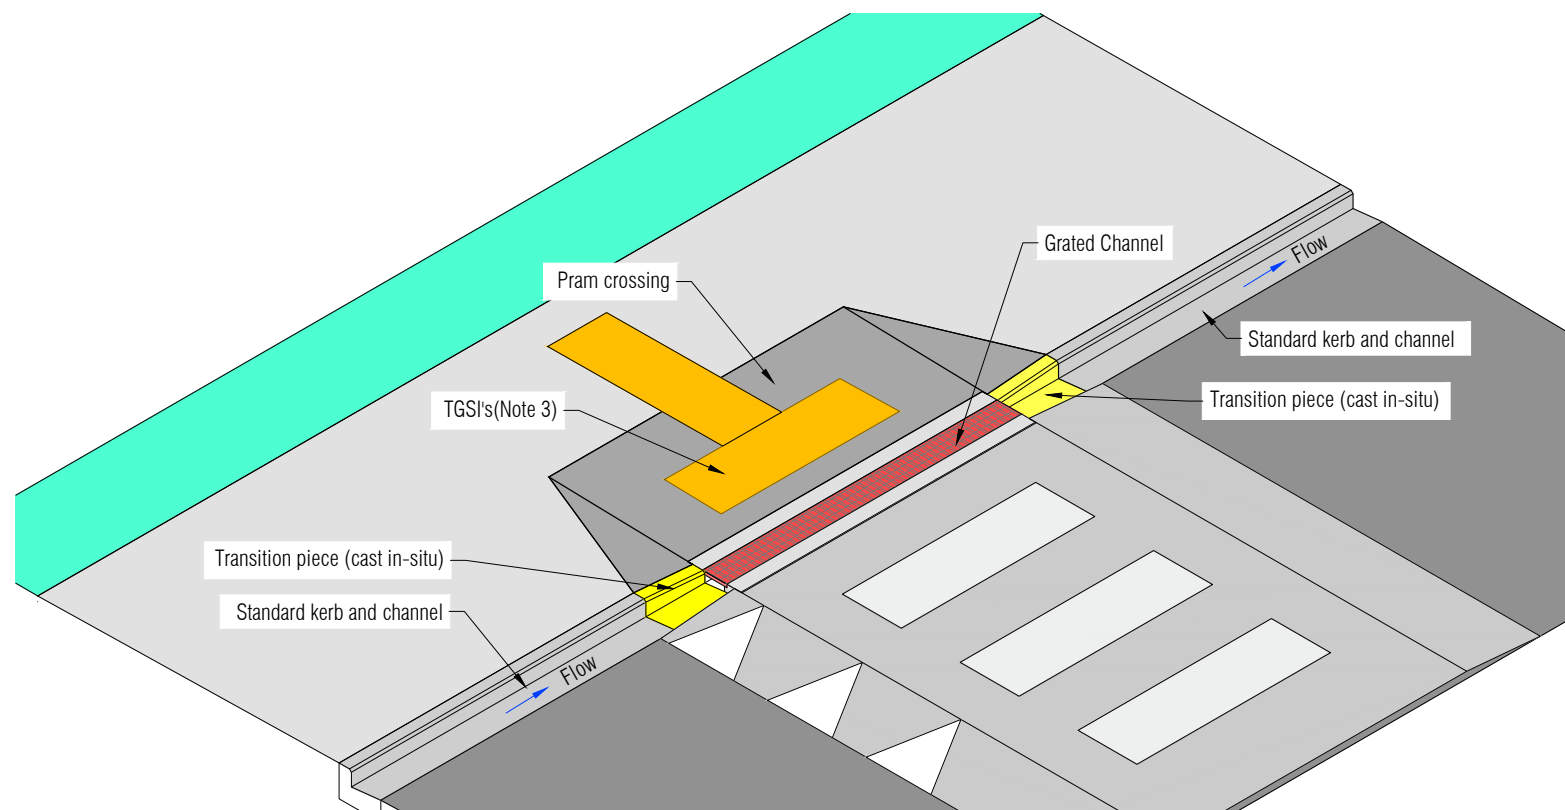 Grated Channel
Flow
Pram crossing
Standard kerb and channel
Transition piece (cast in-situ)
TGSI's(Note 3)
Transition piece (cast in-situ)
Standard kerb and channel
Flow